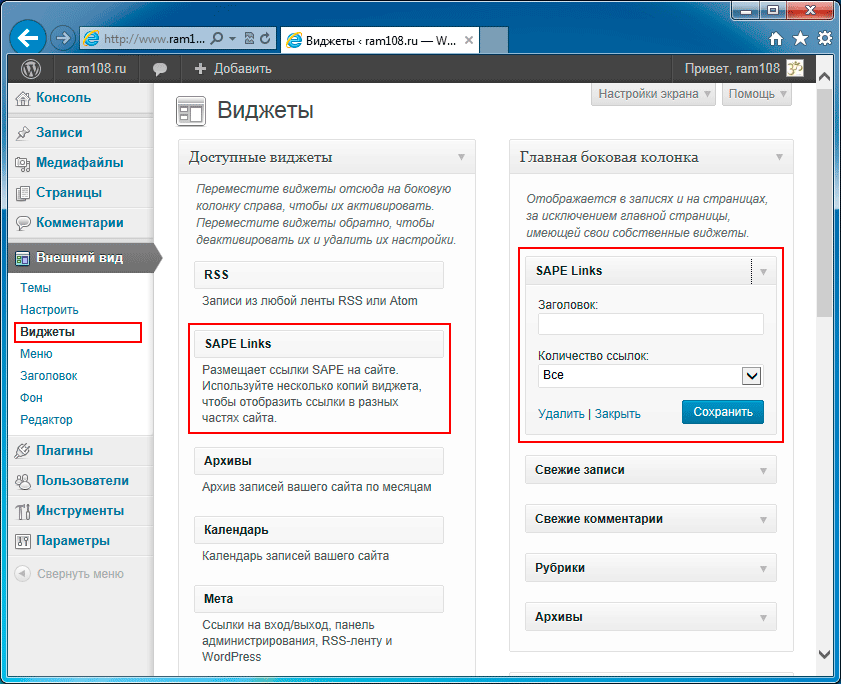 http://www.ram1...
Виджеты ‹ ram108.ru — W...
ram108.ru
Добавить
Привет, ram108
Консоль
Записи
Медиафайлы
Страницы
Комментарии
Внешний вид
Темы
Настроить
Виджеты
Меню
Заголовок
Фон
Редактор
Плагины
Пользователи
Инструменты
Параметры
Свернуть меню
Настройки экрана
Помощь
Виджеты
Доступные виджеты
Переместите виджеты отсюда на боковую
колонку справа, чтобы их активировать.
Переместите виджеты обратно, чтобы
деактивировать их и удалить их настройки.
RSS
Записи из любой ленты RSS или Atom
SAPE Links
Размещает ссылки SAPE на сайте.
Используйте несколько копий виджета,
чтобы отобразить ссылки в разных
частях сайта.
Архивы
Архив записей вашего сайта по месяцам
Календарь
Календарь записей вашего сайта
Мета
Ссылки на вход/выход, панель
администрирования, RSS-ленту и
WordPress
Главная боковая колонка
Отображается в записях и на страницах,
за исключением главной страницы,
имеющей свои собственные виджеты.
SAPE Links
Заголовок:
Количество ссылок:
Все
Удалить | Закрыть
Сохранить
Свежие записи
Свежие комментарии
Рубрики
Архивы